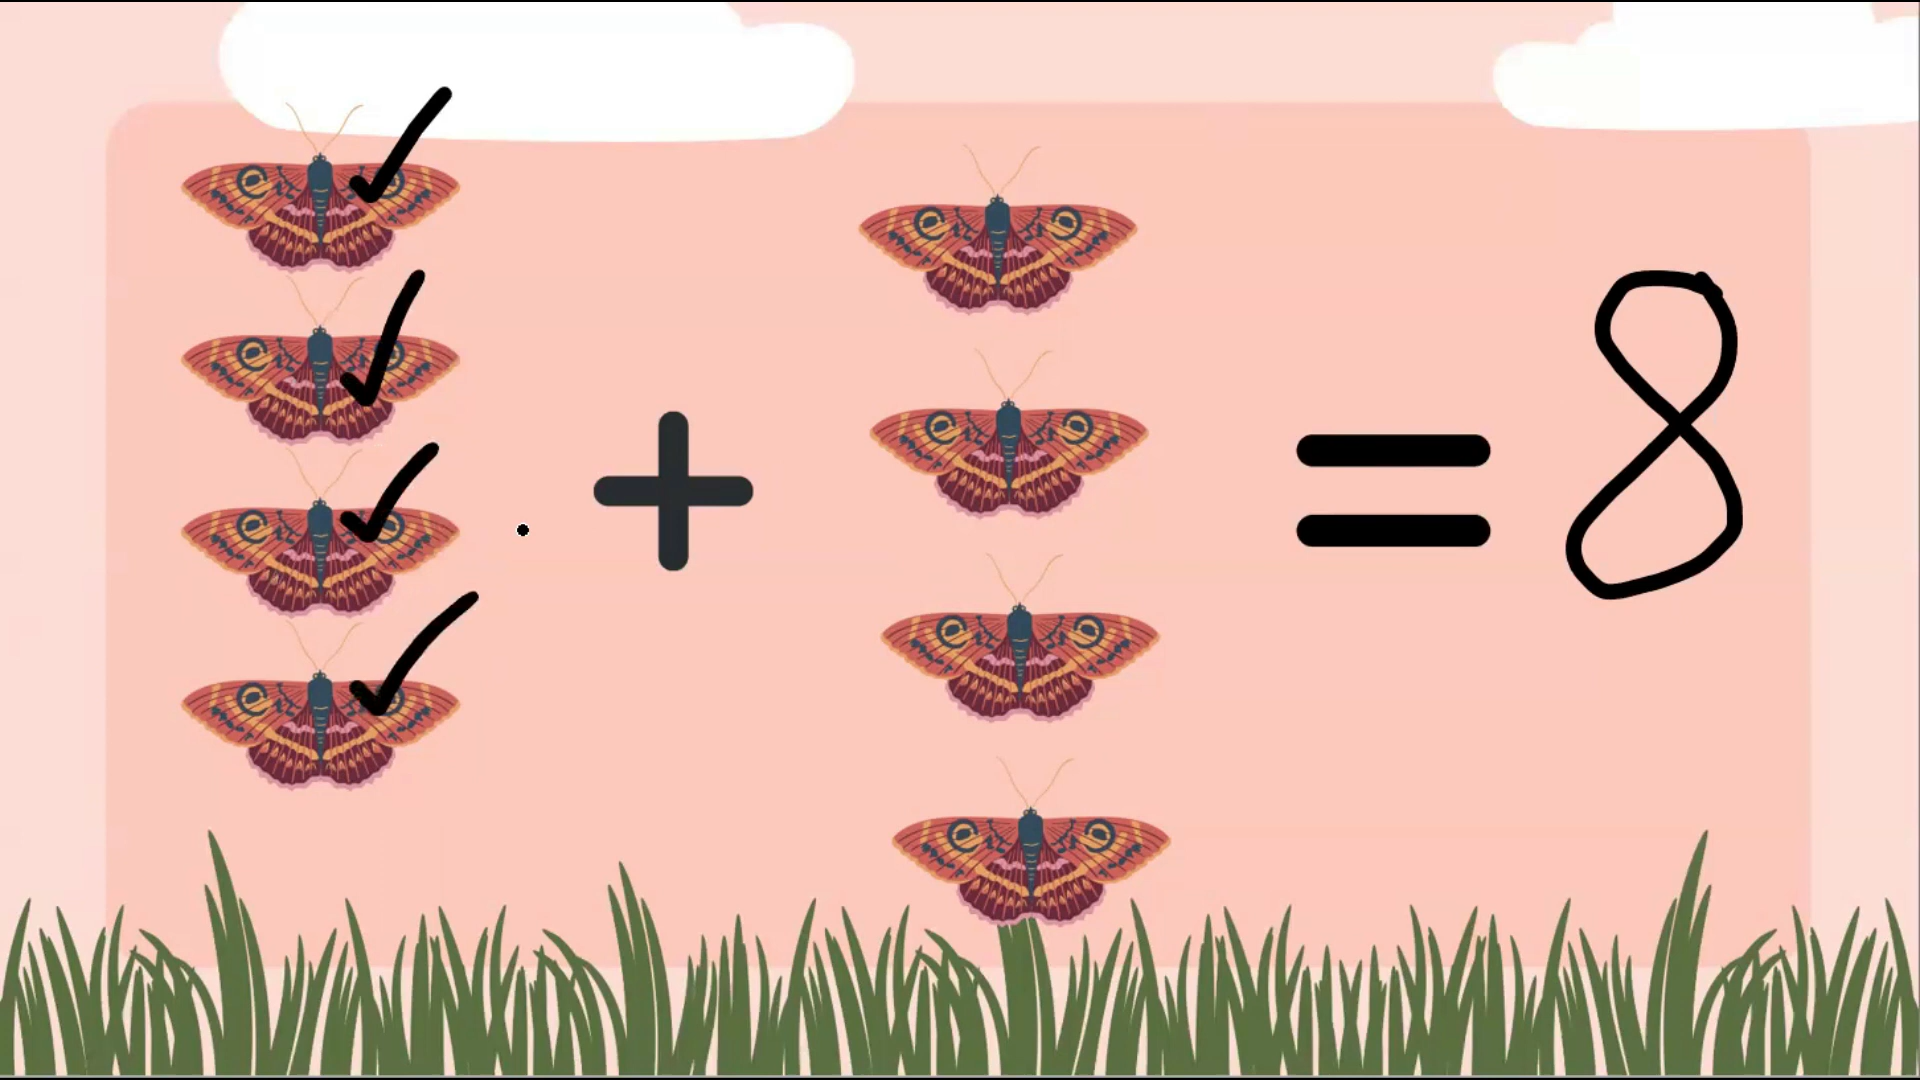 + = 8